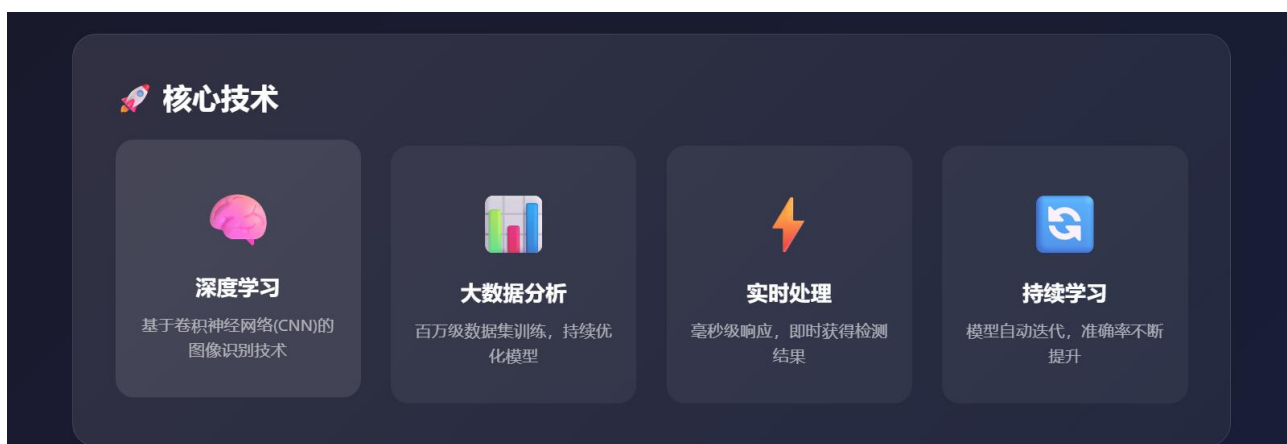 🚀 核心技术
深度学习
基于卷积神经网络(CNN)的
图像识别技术
大数据分析
百万级数据集训练，持续优
化模型
实时处理
毫秒级响应，即时获得检测
结果
持续学习
模型自动迭代，准确率不断
提升